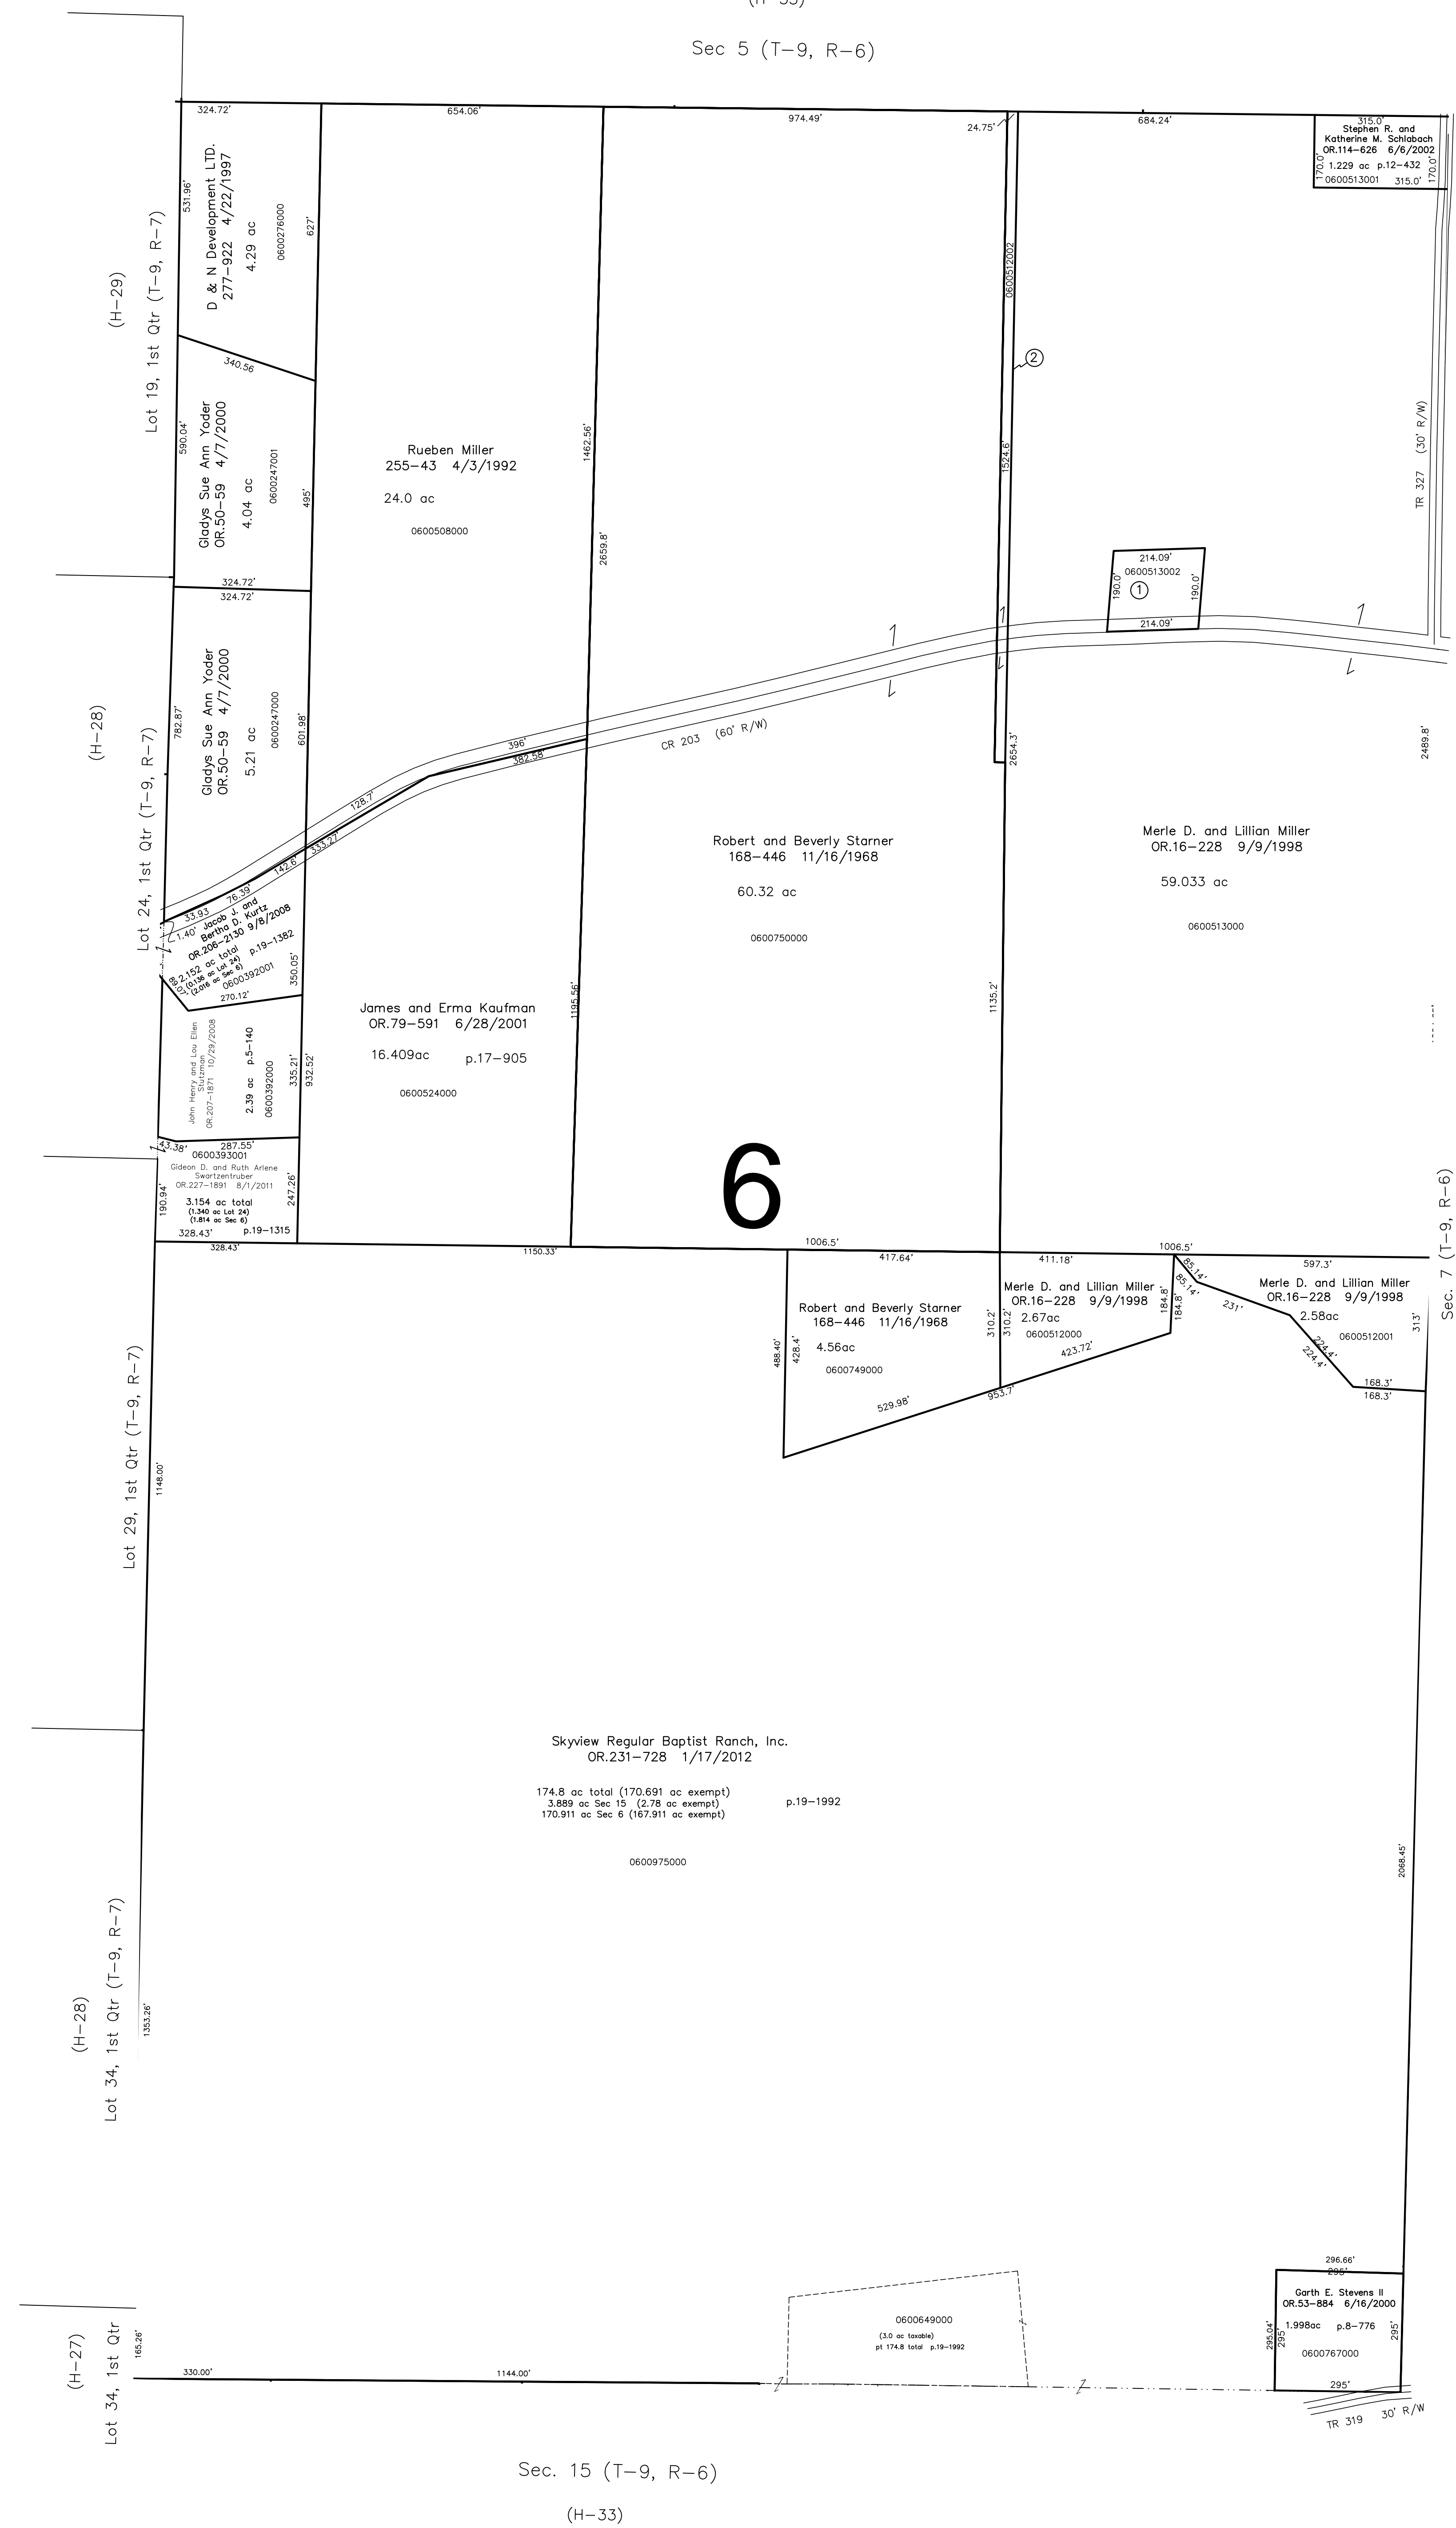 Sec 5 (T-9, R-6)
324.72'
654.06'
974.49'
24.75'
684.24'
315.0'
Stephen R. and
Katherine M. Schlabach
OR.114-626 6/6/2002
1.229 ac p.12-432
0600513001 315.0'
170.0'
170.0'
(H-29)
Lot 19, 1st Qtr (T-9, R-7)
531.96'
D & N Development LTD.
277-922 4/22/1997
4.29 ac
0600276000
627'
340.56
590.04'
Gladys Sue Ann Yoder
OR.50-59 4/7/2000
4.04 ac
0600247001
495'
324.72'
324.72'
Rueben Miller
255-43 4/3/1992
24.0 ac
0600508000
1462.56'
2659.8'
0600512002
2
1524.6'
TR 327 (30' R/W)
214.09'
0600513002
190.0'
1
190.0'
214.09'
(H-28)
Lot 24, 1st Qtr (T-9, R-7)
782.87'
Gladys Sue Ann Yoder
OR.50-59 4/7/2000
5.21 ac
0600247000
601.98'
396'
382.58'
128.7'
333.27'
142.6'
76.39'
33.93
CR 203 (60' R/W)
2654.3'
2489.8'
1.40'
Jacob J. and
Bertha D. Kurtz
OR.206-2130 9/8/2008
2.152 ac total p.19-1382
(0.136 ac Lot 24)
(2.016 ac Sec 6)
0600392001
89.07'
270.12'
350.05'
Robert and Beverly Starner
168-446 11/16/1968
60.32 ac
0600750000
Merle D. and Lillian Miller
OR.16-228 9/9/1998
59.033 ac
0600513000
James and Erma Kaufman
OR.79-591 6/28/2001
16.409ac p.17-905
0600524000
1195.56'
1135.2'
John Henry and Lou Ellen
Stutzman
OR.207-1871 10/29/2008
2.39 ac p.5-140
0600392000
335.21'
932.52'
43.38'
287.55'
0600393001
Gideon D. and Ruth Arlene
Swartzentruber
OR.227-1891 8/1/2011
3.154 ac total
(1.340 ac Lot 24)
(1.814 ac Sec 6)
328.43' p.19-1315
190.94'
247.26'
6
Sec. 7 (T-9, R-6)
328.43'
1150.33'
1006.5'
417.64'
411.18'
1006.5'
597.3'
Robert and Beverly Starner
168-446 11/16/1968
4.56ac
0600749000
488.40'
428.4'
529.98'
310.2'
310.2'
Merle D. and Lillian Miller
OR.16-228 9/9/1998
2.67ac
0600512000
423.72'
953.7'
184.8'
184.8'
85.14'
85.14'
231'
Merle D. and Lillian Miller
OR.16-228 9/9/1998
2.58ac
0600512001
313'
224.4'
224.4'
168.3'
168.3'
Lot 29, 1st Qtr (T-9, R-7)
1148.00'
Skyview Regular Baptist Ranch, Inc.
OR.231-728 1/17/2012
174.8 ac total (170.691 ac exempt)
3.889 ac Sec 15 (2.78 ac exempt)
170.911 ac Sec 6 (167.911 ac exempt)
p.19-1992
0600975000
2068.45'
(H-28)
Lot 34, 1st Qtr (T-9, R-7)
1353.26'
296.66'
295'
Garth E. Stevens II
OR.53-884 6/16/2000
1.998ac p.8-776
0600767000
295.04'
295'
295'
295'
0600649000
(3.0 ac taxable)
pt 174.8 total p.19-1992
(H-27)
Lot 34, 1st Qtr
165.26'
330.00'
1144.00'
TR 319 30' R/W
Sec. 15 (T-9, R-6)
(H-33)